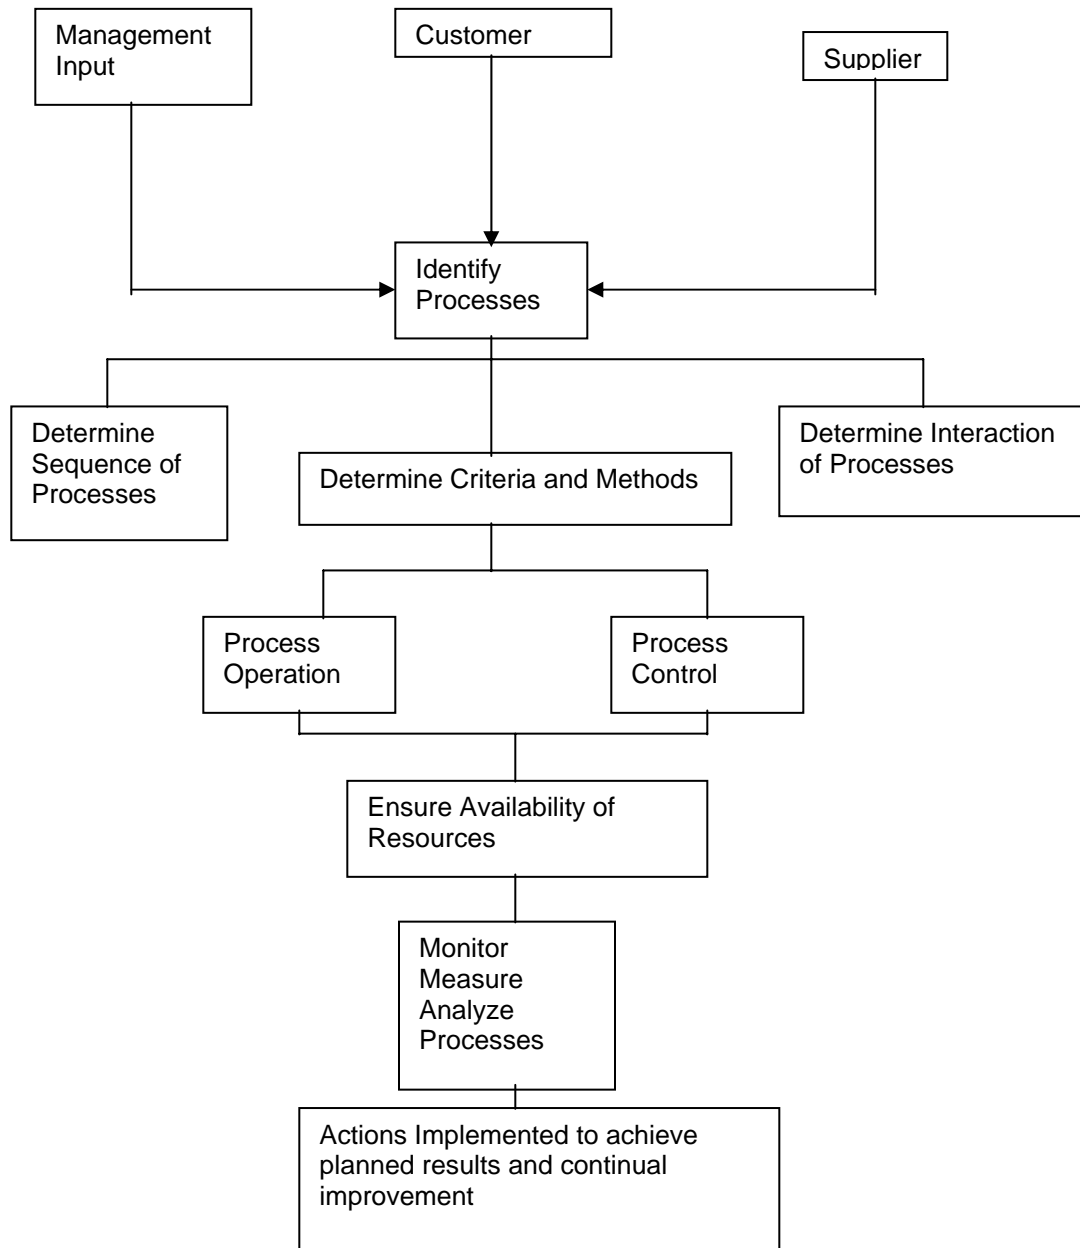 Management
Input
Customer
Supplier
Identify
Processes
Determine
Sequence of
Processes
Determine Criteria and Methods
Determine Interaction
of Processes
Process
Operation
Process
Control
Ensure Availability of
Resources
Monitor
Measure
Analyze
Processes
Actions Implemented to achieve
planned results and continual
improvement